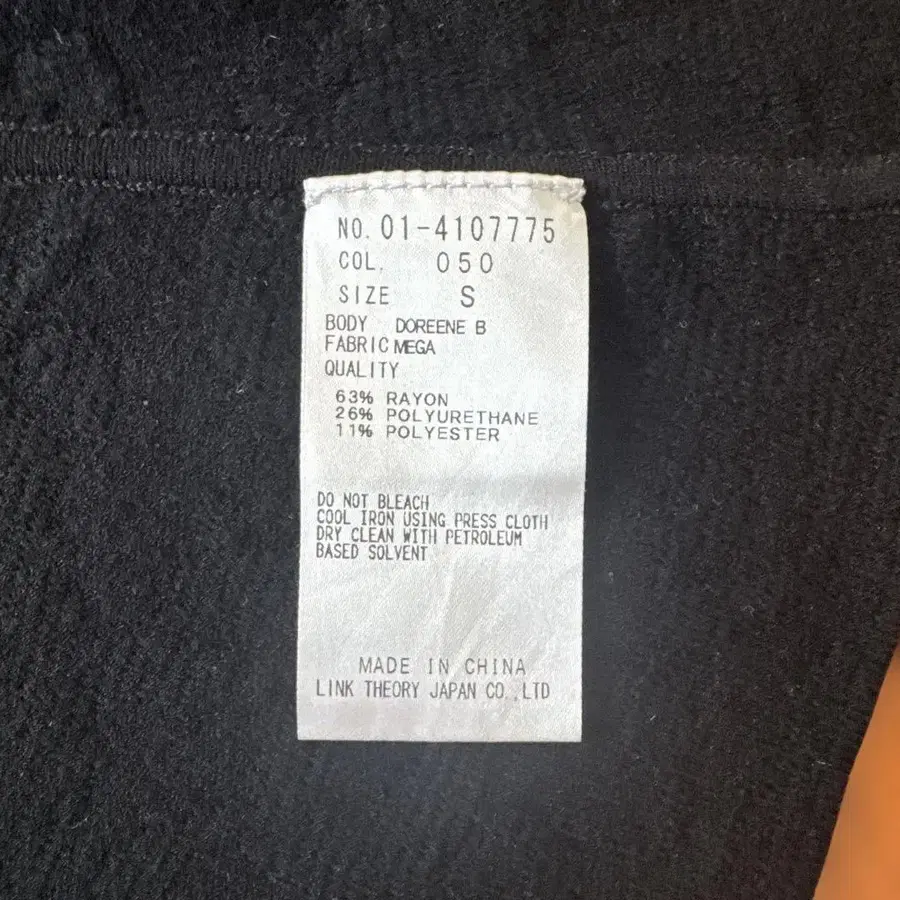 NO. 01-4107775
COL. 050
SIZE S
BODY DOREENE B
FABRIC MEGA
QUALITY
63% RAYON
26% POLYURETHANE
11% POLYESTER
DO NOT BLEACH
COOL IRON USING PRESS CLOTH
DRY CLEAN WITH PETROLEUM
BASED SOLVENT
MADE IN CHINA
LINK THEORY JAPAN CO.,LTD